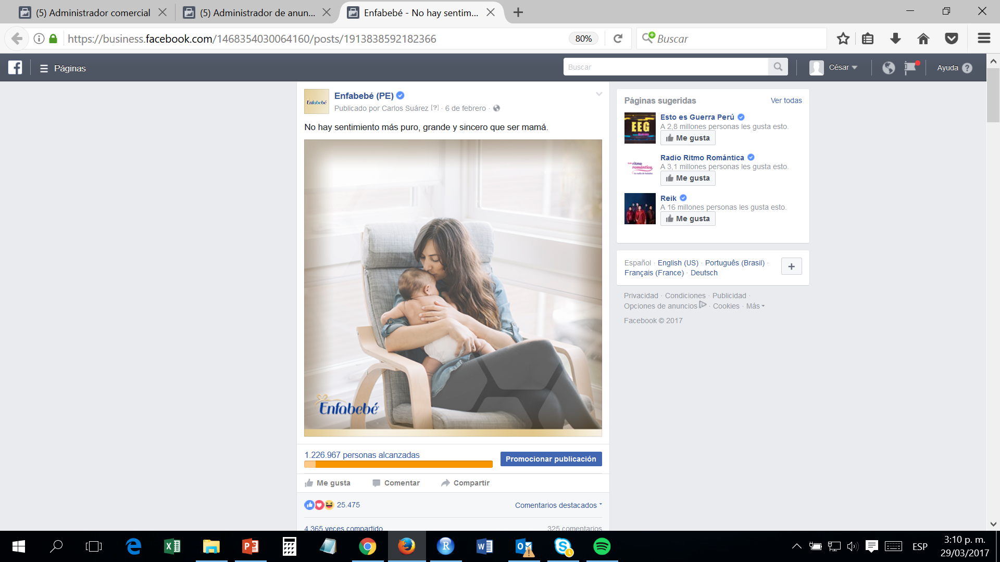 (5) Administrador comercial
(5) Administrador de anun...
Enfabebé - No hay sentim...
https://business.facebook.com/1468354030064160/posts/1913838592182366
80%
Buscar
Páginas
Buscar
César
Ayuda
Enfabebé
Enfabebé (PE)
Publicado por Carlos Suárez [?] · 6 de febrero ·
No hay sentimiento más puro, grande y sincero que ser mamá.
Enfabebé
1.226.967 personas alcanzadas
Promocionar publicación
Me gusta
Comentar
Compartir
25.475
Comentarios destacados
4.365 veces compartido
325 comentarios
Páginas sugeridas
Ver todas
EEG
Esto es Guerra Perú
A 2,8 millones personas les gusta esto.
Me gusta
ritmo
romántica
Radio Ritmo Romántica
A 3,1 millones personas les gusta esto.
Me gusta
Reik
A 16 millones personas les gusta esto.
Me gusta
Español · English (US) · Português (Brasil) ·
Français (France) · Deutsch
Privacidad · Condiciones · Publicidad ·
Opciones de anuncios · Cookies · Más
Facebook © 2017
ESP
3:10 p. m.
29/03/2017